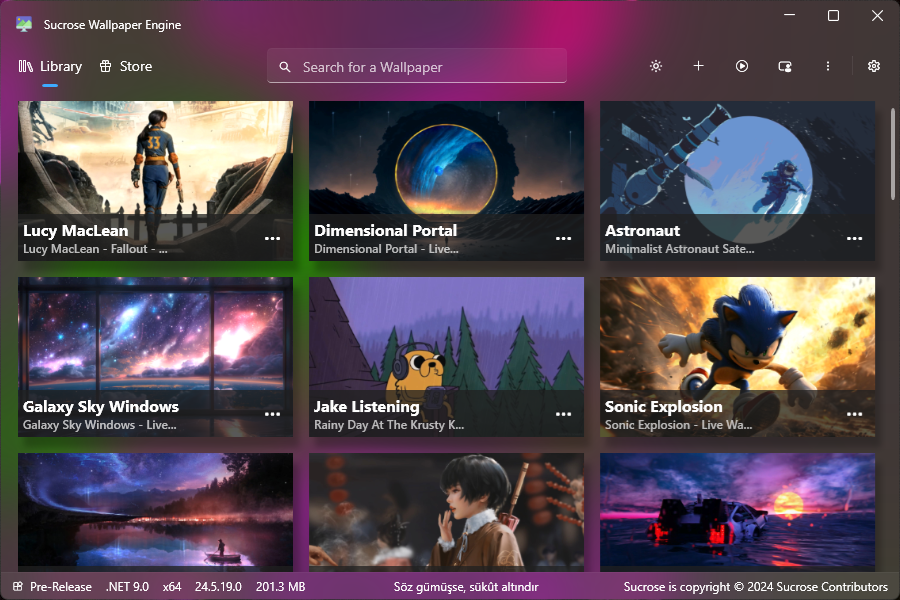 Sucrose Wallpaper Engine
Library
Store
Search for a Wallpaper
33
Lucy MacLean
Lucy MacLean - Fallout - ...
Dimensional Portal
Dimensional Portal - Live...
Astronaut
Minimalist Astronaut Sate...
Galaxy Sky Windows
Galaxy Sky Windows - Live...
Jake Listening
Rainy Day At The Krusty K...
Sonic Explosion
Sonic Explosion - Live Wa...
Pre-Release .NET 9.0 x64 24.5.19.0 201.3 MB
Söz gümüşse, sükût altındır
Sucrose is copyright © 2024 Sucrose Contributors